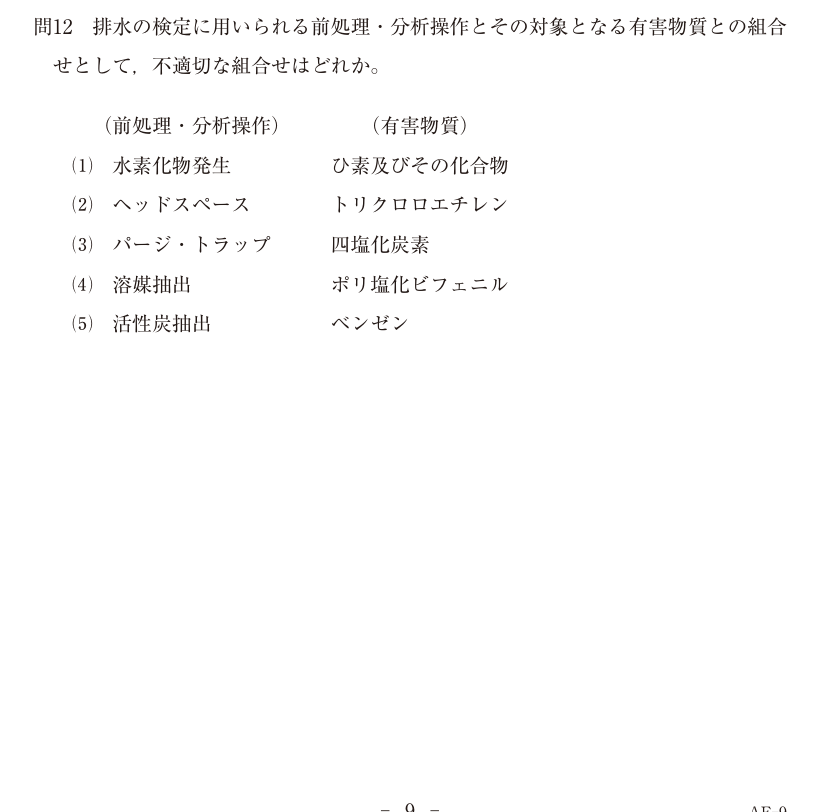 問12 排水の検定に用いられる前処理・分析操作とその対象となる有害物質との組合
せとして，不適切な組合せはどれか。
（前処理・分析操作） （有害物質）
(1) 水素化物発生 ひ素及びその化合物
(2) ヘッドスペース トリクロロエチレン
(3) パージ・トラップ 四塩化炭素
(4) 溶媒抽出 ポリ塩化ビフェニル
(5) 活性炭抽出 ベンゼン
− 9 −